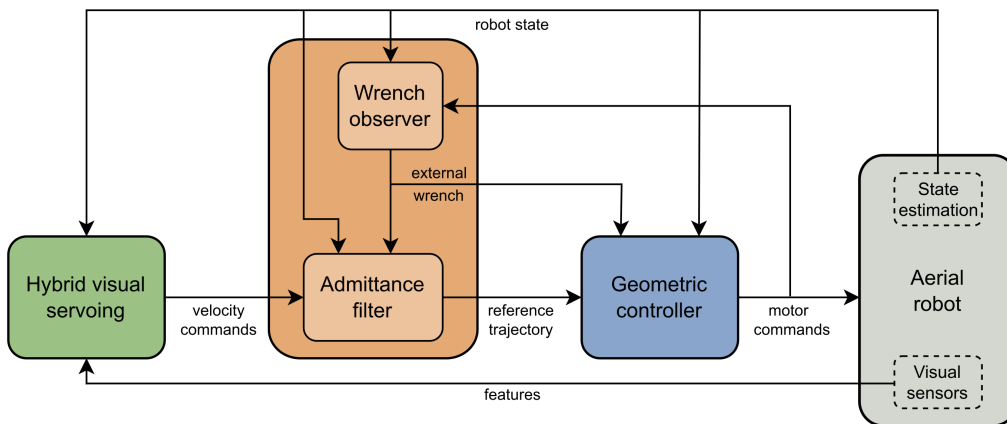 robot state
Wrench
observer
external
wrench
State
estimation
Hybrid visual
servoing
velocity
commands
Admittance
filter
reference
trajectory
Geometric
controller
motor
commands
Aerial
robot
Visual
sensors
features